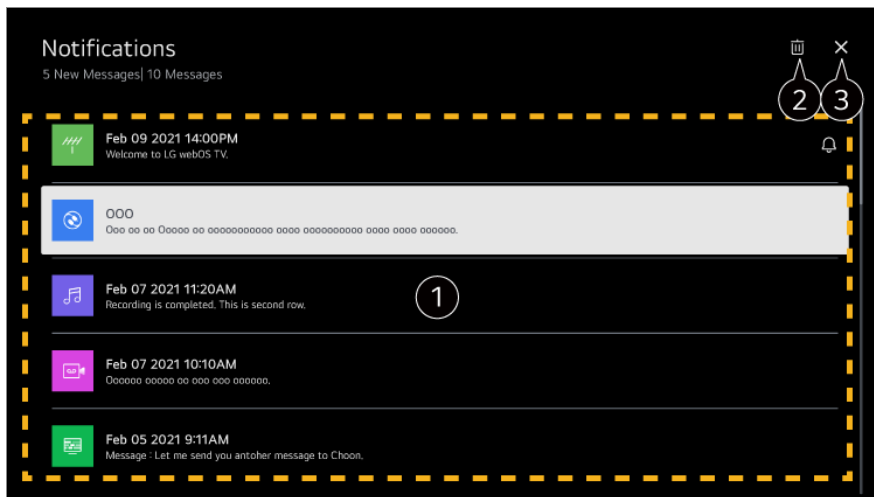 Notifications
5 New Messages| 10 Messages
2
3
Feb 09 2021 14:00PM
Welcome to LG webOS TV.
OOO
Ooo oo oo Ooooo oo ooooooooooo oooo oooooooooo oooo oooo oooooo.
Feb 07 2021 11:20AM
Recording is completed. This is second row.
1
Feb 07 2021 10:10AM
Oooooo ooooo oo ooo ooo oooooo.
Feb 05 2021 9:11AM
Message : Let me send you antoher message to Choon.